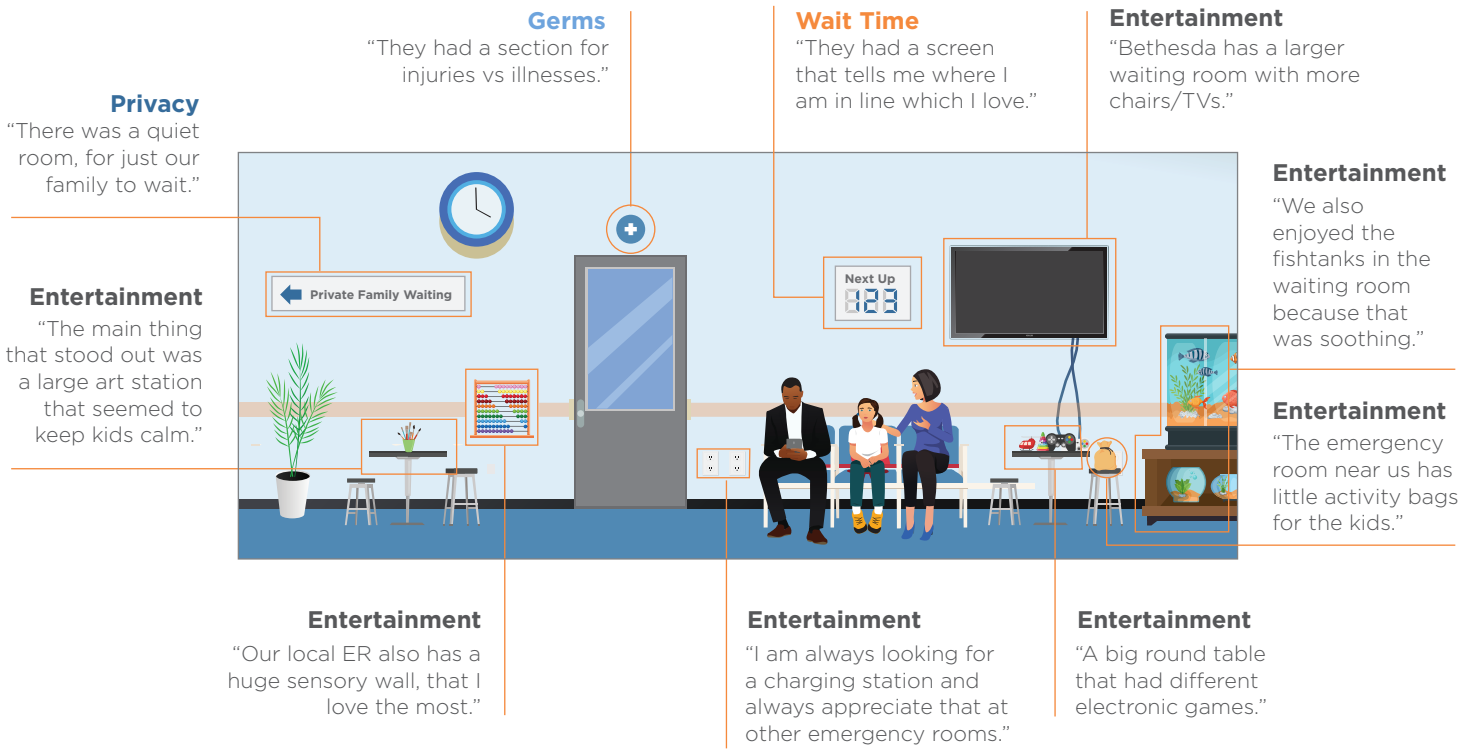 Germs
“They had a section for
injuries vs illnesses.”
Wait Time
“They had a screen
that tells me where I
am in line which I love.”
Entertainment
“Bethesda has a larger
waiting room with more
chairs/TVs.”
Privacy
“There was a quiet
room, for just our
family to wait.”
Entertainment
“We also
enjoyed the
fishtanks in the
waiting room
because that
was soothing.”
Private Family Waiting
Next Up
123
Entertainment
“The main thing
that stood out was
a large art station
that seemed to
keep kids calm.”
Entertainment
“The emergency
room near us has
little activity bags
for the kids.”
Entertainment
“Our local ER also has a
huge sensory wall, that I
love the most.”
Entertainment
“I am always looking for
a charging station and
always appreciate that at
other emergency rooms.”
Entertainment
“A big round table
that had different
electronic games.”